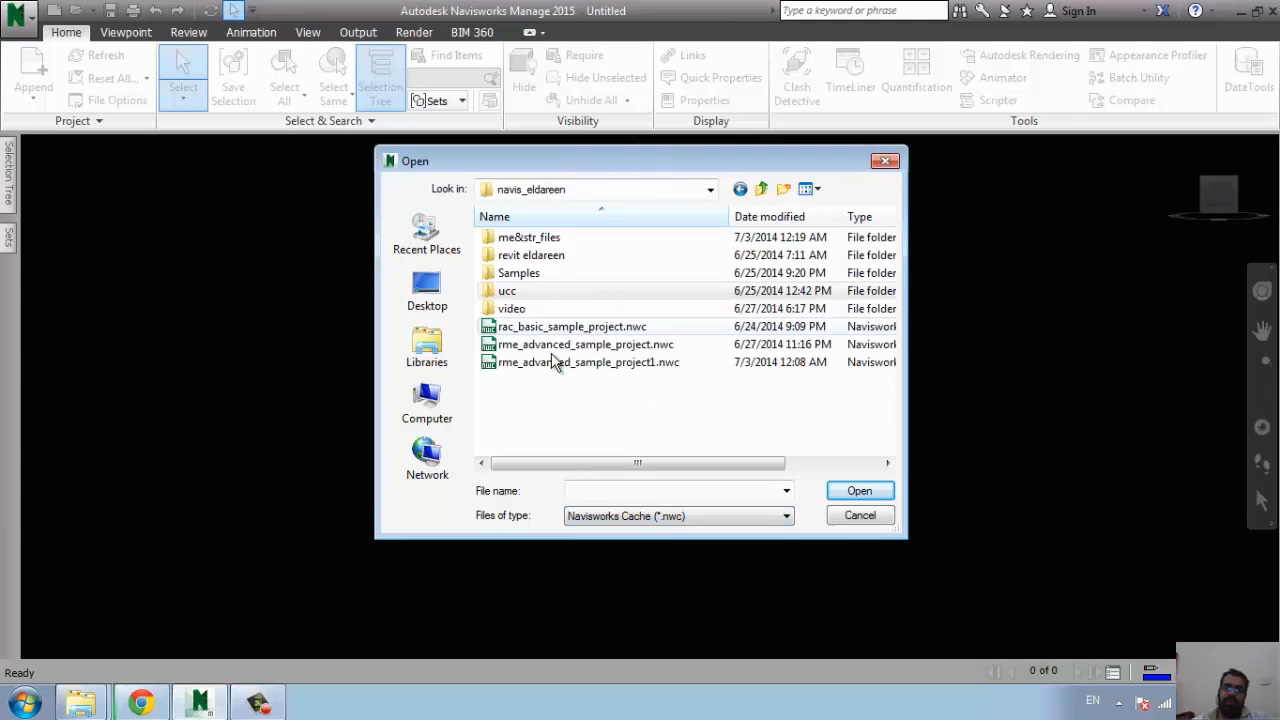 Autodesk Navisworks Manage 2015 Untitled
Type a keyword or phrase
Sign In
Home Viewpoint Review Animation View Output Render BIM 360
Append
Refresh
Reset All...
File Options
Project
Select
Save Selection
Select All
Select Same
Selection Tree
Find Items
Sets
Select & Search
Hide
Require
Hide Unselected
Unhide All
Visibility
Links
Quick Properties
Properties
Display
Clash Detective
TimeLiner
Quantification
Autodesk Rendering
Animator
Scripter
Appearance Profiler
Batch Utility
Compare
DataTools
Tools
Selection Tree
Sets
Open
Look in: navis_eldareen
Name Date modified Type
me&str_files 7/3/2014 12:19 AM File folder
revit eldareen 6/25/2014 7:11 AM File folder
Samples 6/25/2014 9:20 PM File folder
ucc 6/25/2014 12:42 PM File folder
video 6/27/2014 6:17 PM File folder
rac_basic_sample_project.nwc 6/24/2014 9:09 PM Naviswork
rme_advanced_sample_project.nwc 6/27/2014 11:16 PM Naviswork
rme_advanced_sample_project1.nwc 7/3/2014 12:08 AM Naviswork
Recent Places
Desktop
Libraries
Computer
Network
File name: Open
Files of type: Navisworks Cache (*.nwc) Cancel
Ready
0 of 0
EN